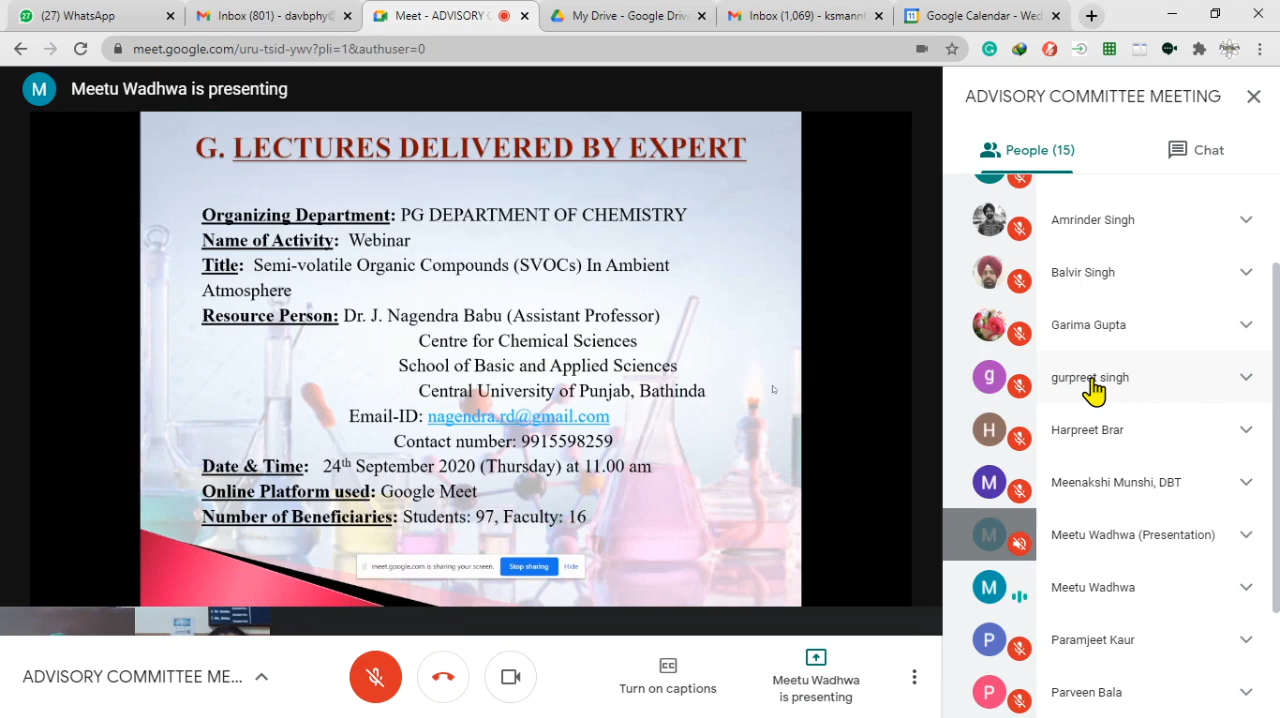 (27) WhatsApp
Inbox (801) - davbphy@
Meet - ADVISORY C
My Drive - Google Drive
Inbox (1,069) - ksmann
Google Calendar - Wed
meet.google.com/uru-tsid-ywv?pli=1&authuser=0
M
Meetu Wadhwa is presenting
G. LECTURES DELIVERED BY EXPERT
Organizing Department: PG DEPARTMENT OF CHEMISTRY
Name of Activity: Webinar
Title: Semi-volatile Organic Compounds (SVOCs) In Ambient
Atmosphere
Resource Person: Dr. J. Nagendra Babu (Assistant Professor)
Centre for Chemical Sciences
School of Basic and Applied Sciences
Central University of Punjab, Bathinda
Email-ID: nagendra.rd@gmail.com
Contact number: 9915598259
Date & Time: 24th September 2020 (Thursday) at 11.00 am
Online Platform used: Google Meet
Number of Beneficiaries: Students: 97, Faculty: 16
meet.google.com is sharing your screen.
Stop sharing
Hide
ADVISORY COMMITTEE ME...
Turn on captions
Meetu Wadhwa
is presenting
ADVISORY COMMITTEE MEETING
People (15)
Chat
Amrinder Singh
Balvir Singh
Garima Gupta
g
gurpreet singh
H
Harpreet Brar
M
Meenakshi Munshi, DBT
M
Meetu Wadhwa (Presentation)
M
Meetu Wadhwa
P
Paramjeet Kaur
P
Parveen Bala